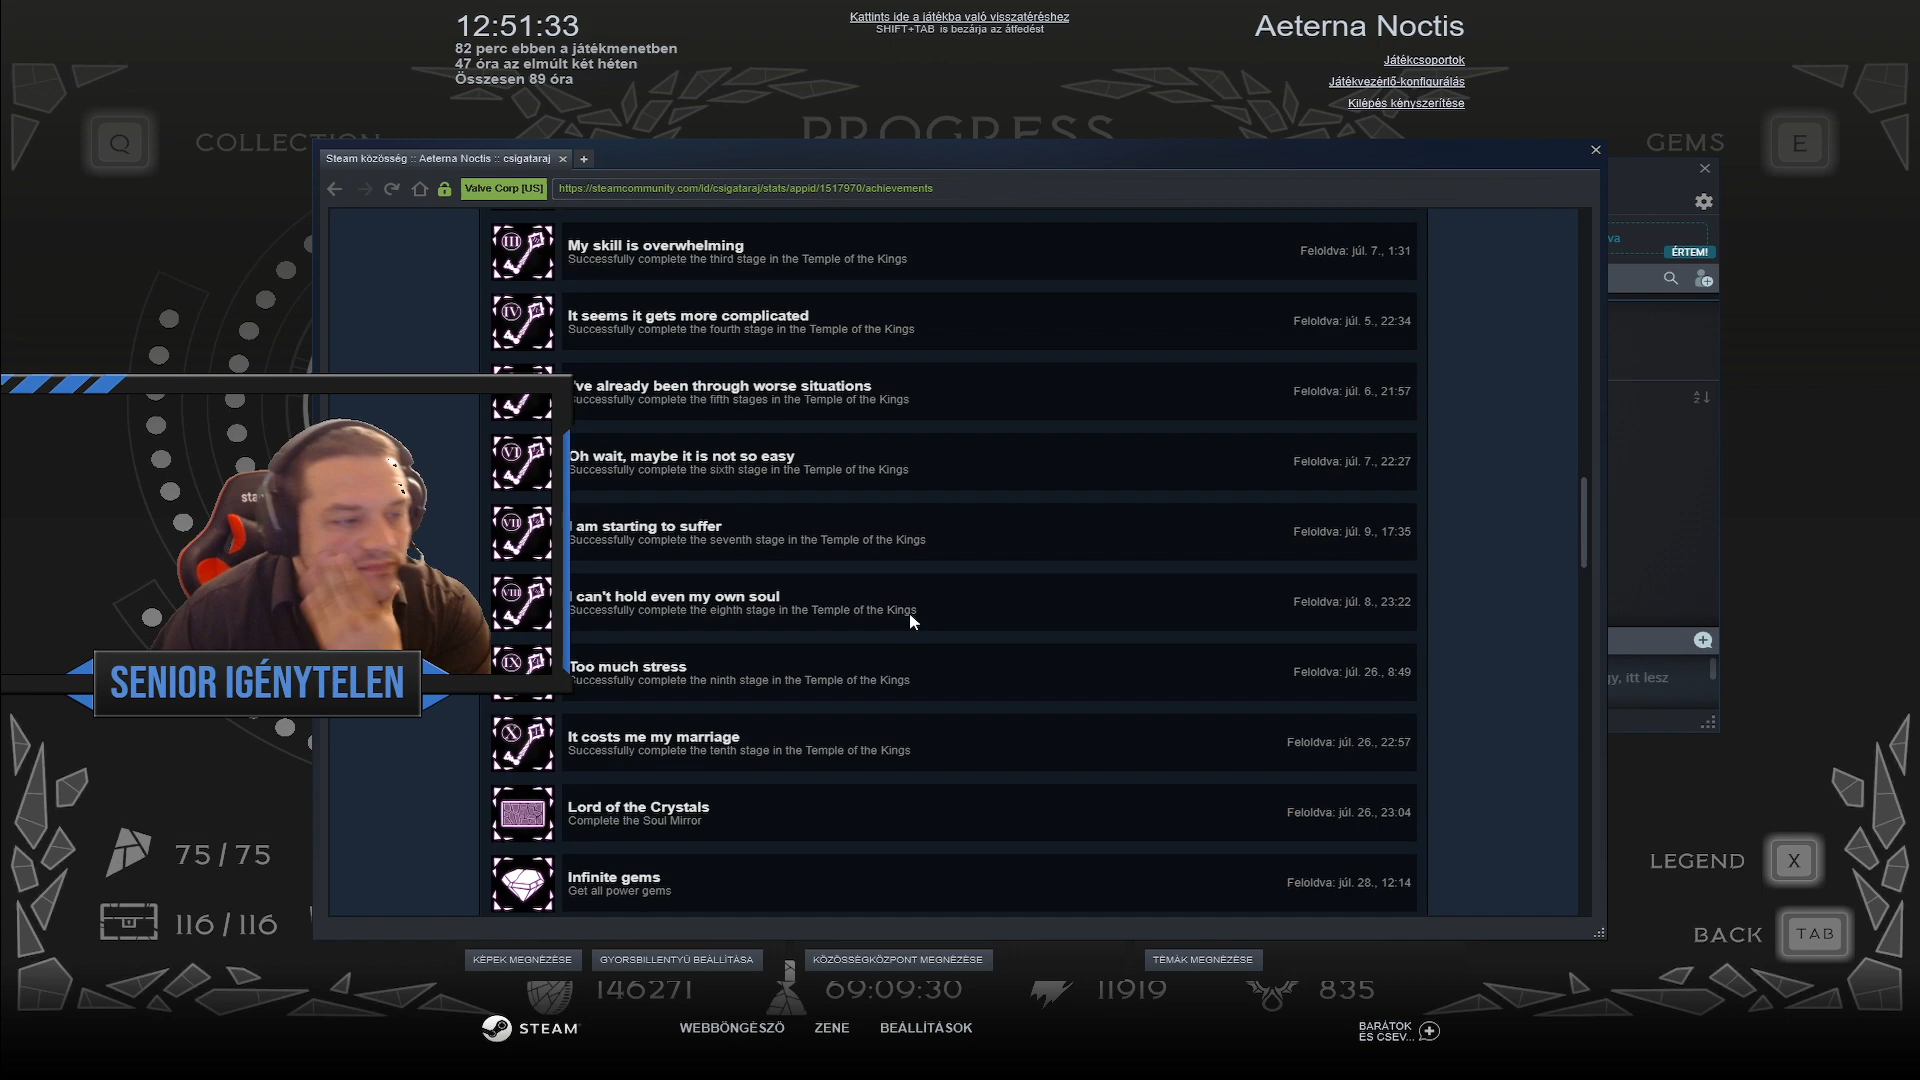 12:51:33
82 perc ebben a játékmenetben
47 óra az elmúlt két héten
Összesen 89 óra
Kattints ide a játékba való visszatéréshez
SHIFT+TAB is bezárja az átfedést
Aeterna Noctis
Játékcsoportok
Játékvezérlő-konfigurálás
Kilépés kényszerítése
Q
COLLECTION
PROGRESS
GEMS
E
Steam közösség :: Aeterna Noctis :: csigataraj
Valve Corp [US]
https://steamcommunity.com/id/csigataraj/stats/appid/1517970/achievements
va
ÉRTEM!
III
My skill is overwhelming
Successfully complete the third stage in the Temple of the Kings
Feloldva: júl. 7., 1:31
IV
It seems it gets more complicated
Successfully complete the fourth stage in the Temple of the Kings
Feloldva: júl. 5., 22:34
've already been through worse situations
uccessfully complete the fifth stages in the Temple of the Kings
Feloldva: júl. 6., 21:57
VI
Oh wait, maybe it is not so easy
Successfully complete the sixth stage in the Temple of the Kings
Feloldva: júl. 7., 22:27
VII
I am starting to suffer
Successfully complete the seventh stage in the Temple of the Kings
Feloldva: júl. 9., 17:35
VIII
I can't hold even my own soul
Successfully complete the eighth stage in the Temple of the Kings
Feloldva: júl. 8., 23:22
IX
Too much stress
Successfully complete the ninth stage in the Temple of the Kings
Feloldva: júl. 26., 8:49
X
It costs me my marriage
Successfully complete the tenth stage in the Temple of the Kings
Feloldva: júl. 26., 22:57
Lord of the Crystals
Complete the Soul Mirror
Feloldva: júl. 26., 23:04
Infinite gems
Get all power gems
Feloldva: júl. 28., 12:14
SENIOR IGÉNYTELEN
itt lesz
75/75
116/116
LEGEND
X
BACK
TAB
KÉPEK MEGNÉZÉSE
GYORSBILLENTYŰ BEÁLLÍTÁSA
KÖZÖSSÉGKÖZPONT MEGNÉZÉSE
TÉMÁK MEGNÉZÉSE
146271
69:09:30
11919
835
STEAM
WEBBÖNGÉSZŐ
ZENE
BEÁLLÍTÁSOK
BARÁTOK
ÉS CSEV...